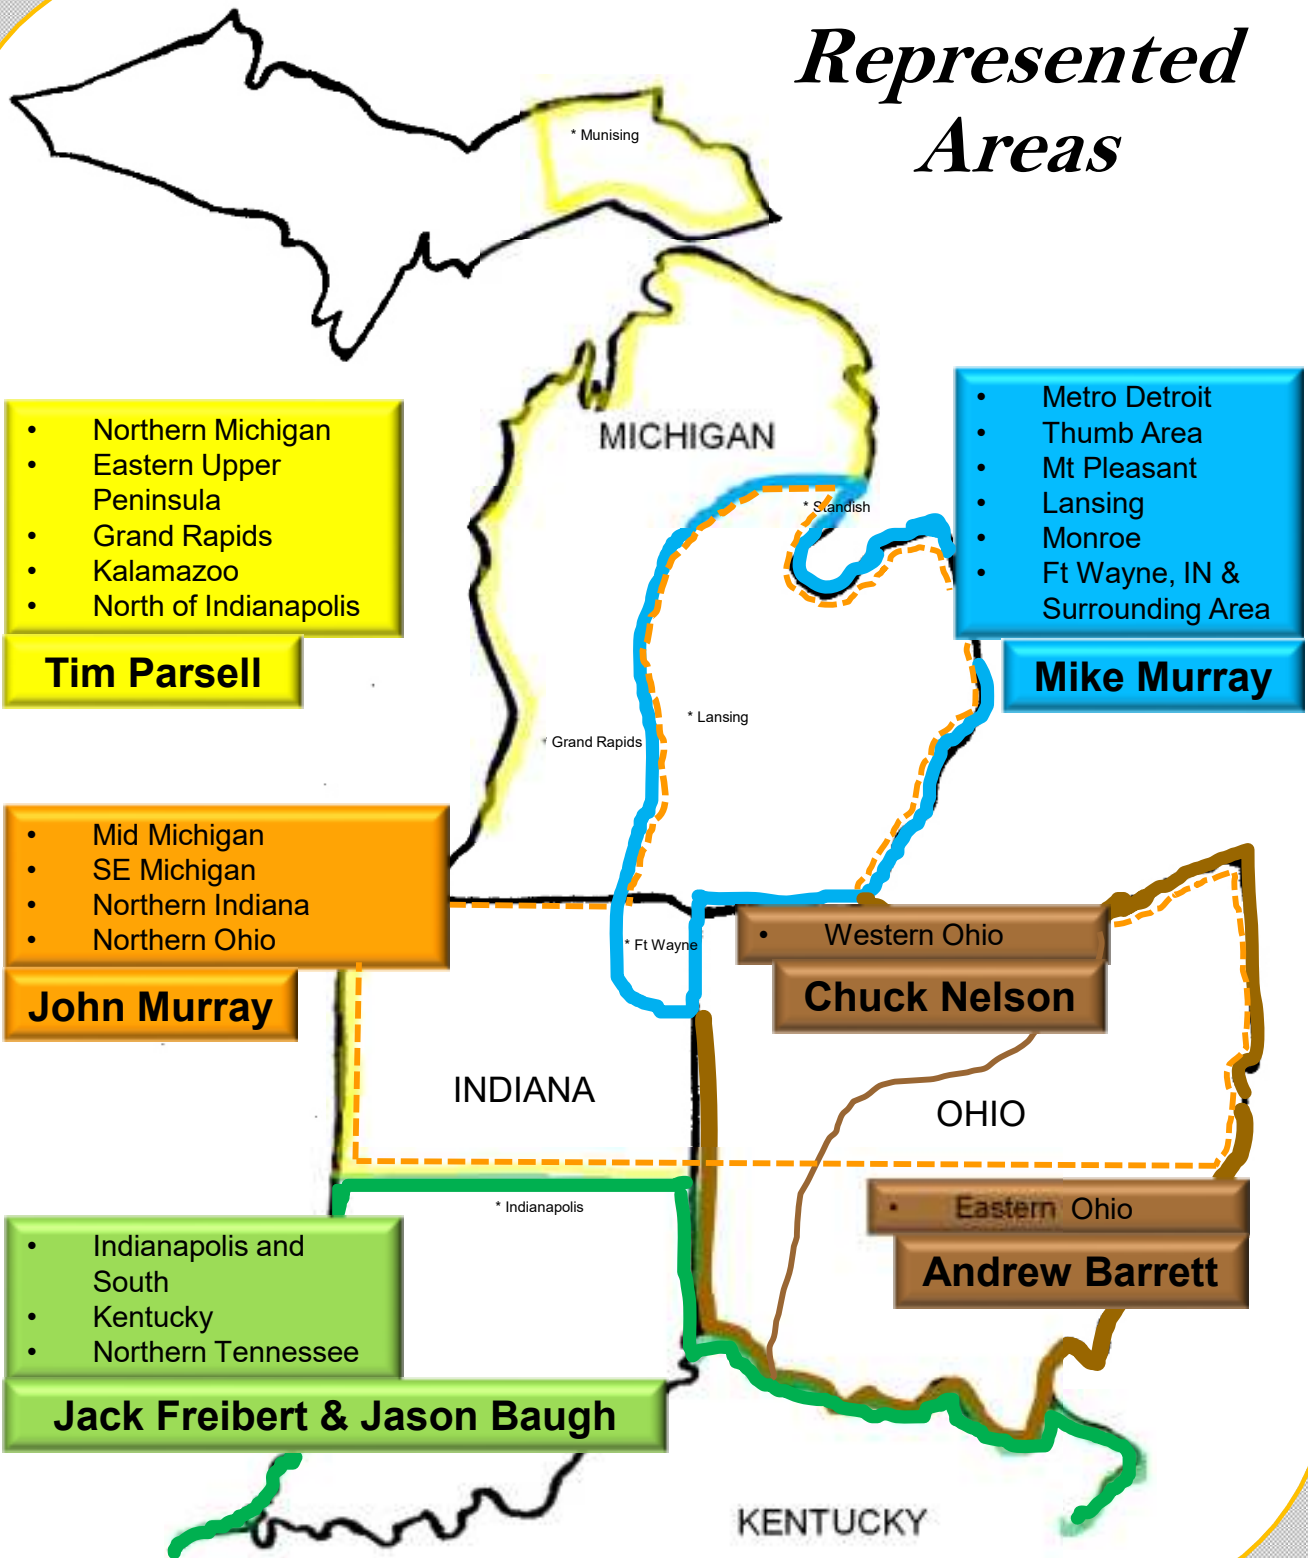 Represented
Areas
* Munising
MICHIGAN
• Northern Michigan
• Eastern Upper
Peninsula
• Grand Rapids
• Kalamazoo
• North of Indianapolis
Tim Parsell
• Metro Detroit
• Thumb Area
• Mt Pleasant
• Lansing
• Monroe
• Ft Wayne, IN &
Surrounding Area
Mike Murray
* Standish
* Lansing
* Grand Rapids
• Mid Michigan
• SE Michigan
• Northern Indiana
• Northern Ohio
John Murray
* Ft Wayne
• Western Ohio
Chuck Nelson
INDIANA
OHIO
* Indianapolis
• Eastern Ohio
Andrew Barrett
• Indianapolis and
South
• Kentucky
• Northern Tennessee
Jack Freibert & Jason Baugh
KENTUCKY